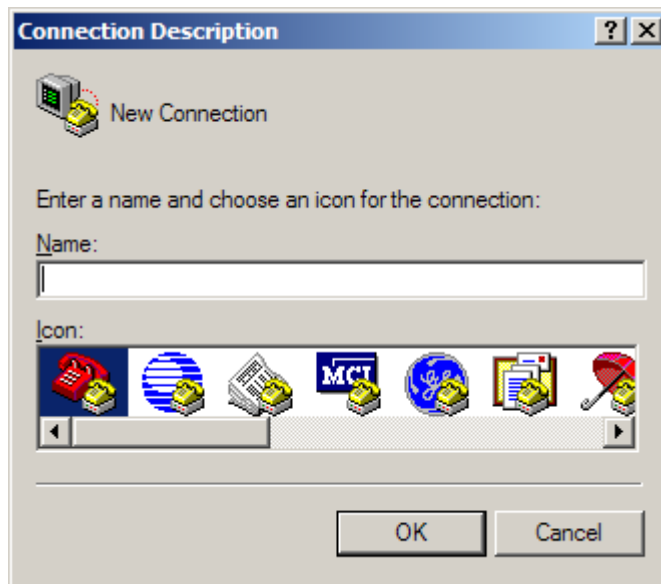 Connection Description
New Connection
Enter a name and choose an icon for the connection:
Name:
Icon:
MCI
OK
Cancel